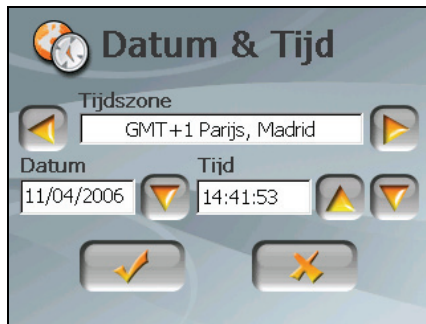 Datum & Tijd
Tijdszone
GMT+1 Parijs, Madrid
Datum Tijd
11/04/2006 14:41:53